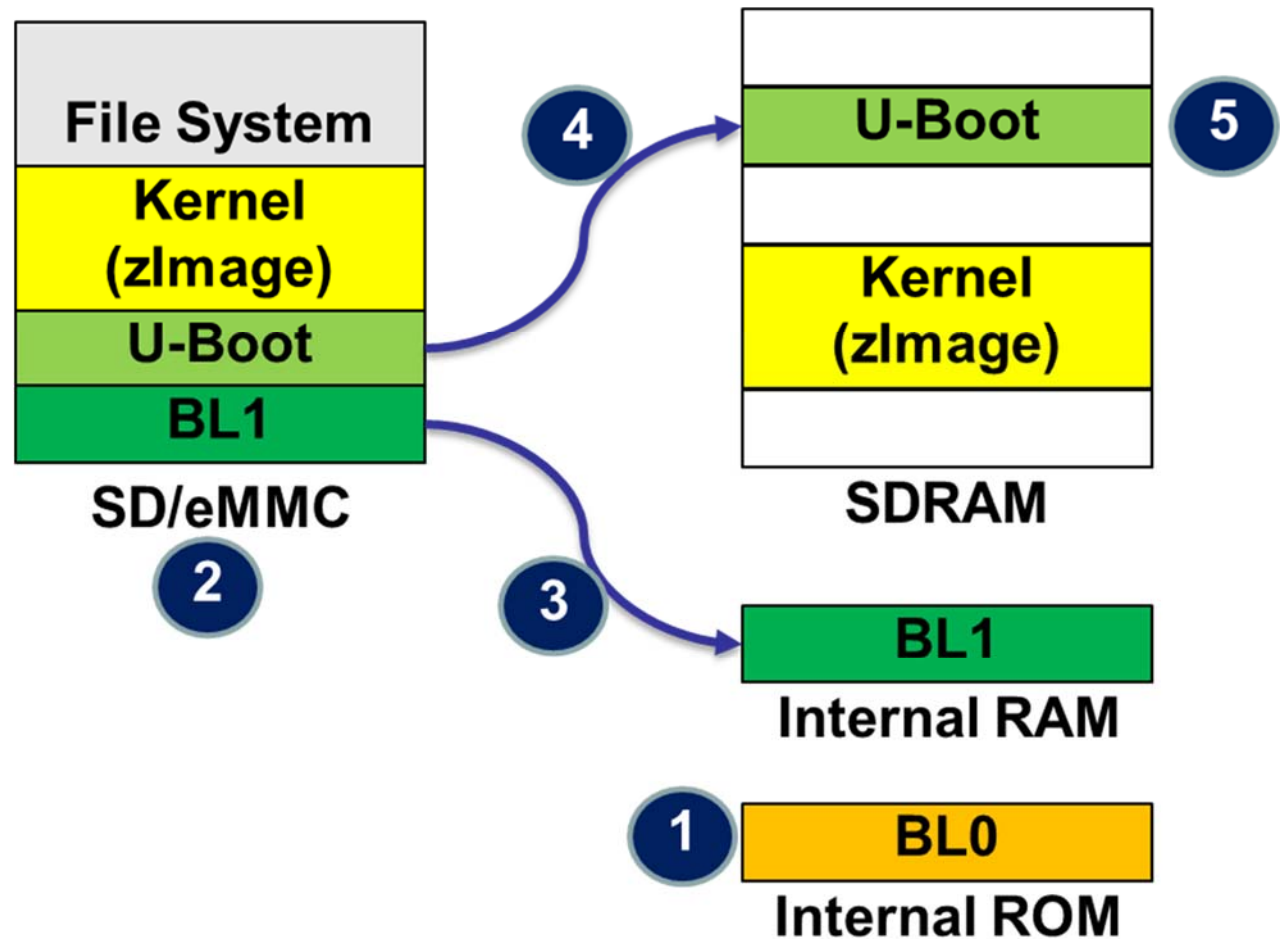 File System
Kernel
(zImage)
U-Boot
BL1
SD/eMMC
2
4
3
U-Boot
5
Kernel
(zImage)
SDRAM
BL1
Internal RAM
1
BL0
Internal ROM